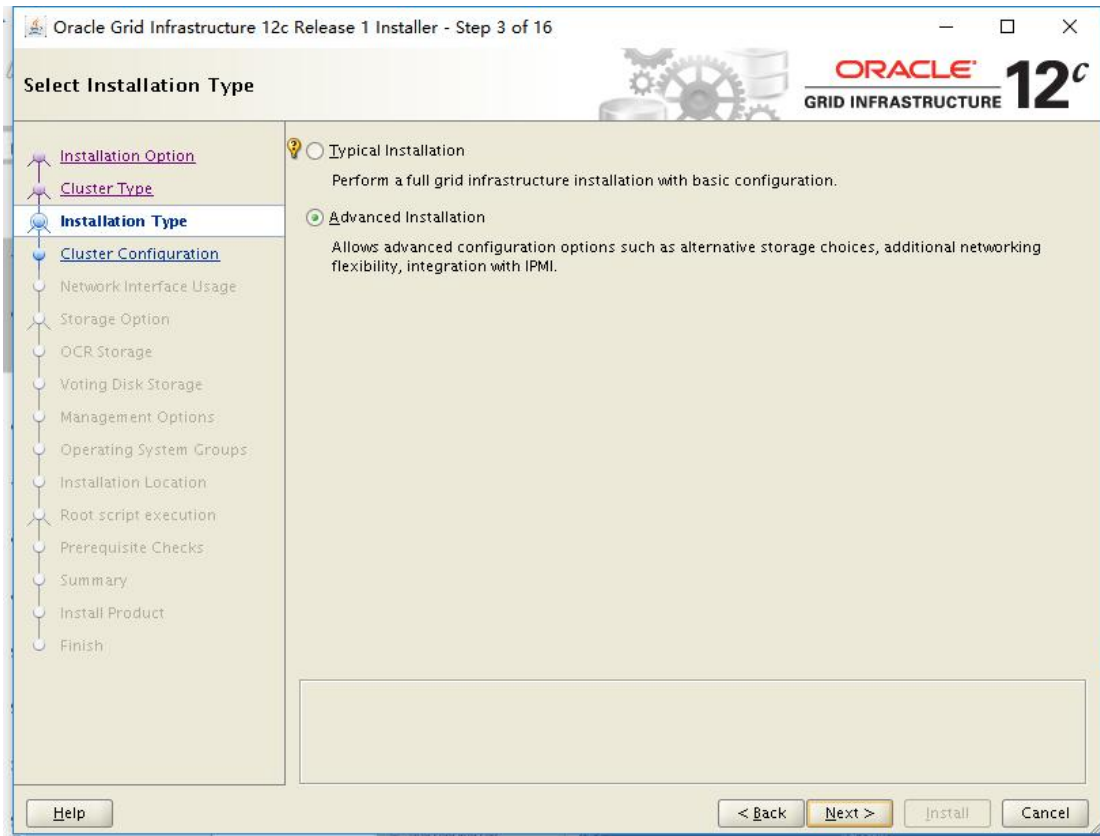 Oracle Grid Infrastructure 12c Release 1 Installer - Step 3 of 16
Select Installation Type
ORACLE
GRID INFRASTRUCTURE
12c
Installation Option
Cluster Type
Installation Type
Cluster Configuration
Network Interface Usage
Storage Option
OCR Storage
Voting Disk Storage
Management Options
Operating System Groups
Installation Location
Root script execution
Prerequisite Checks
Summary
Install Product
Finish
Typical Installation
Perform a full grid infrastructure installation with basic configuration.
Advanced Installation
Allows advanced configuration options such as alternative storage choices, additional networking
flexibility, integration with IPMI.
Help
< Back
Next >
Install
Cancel